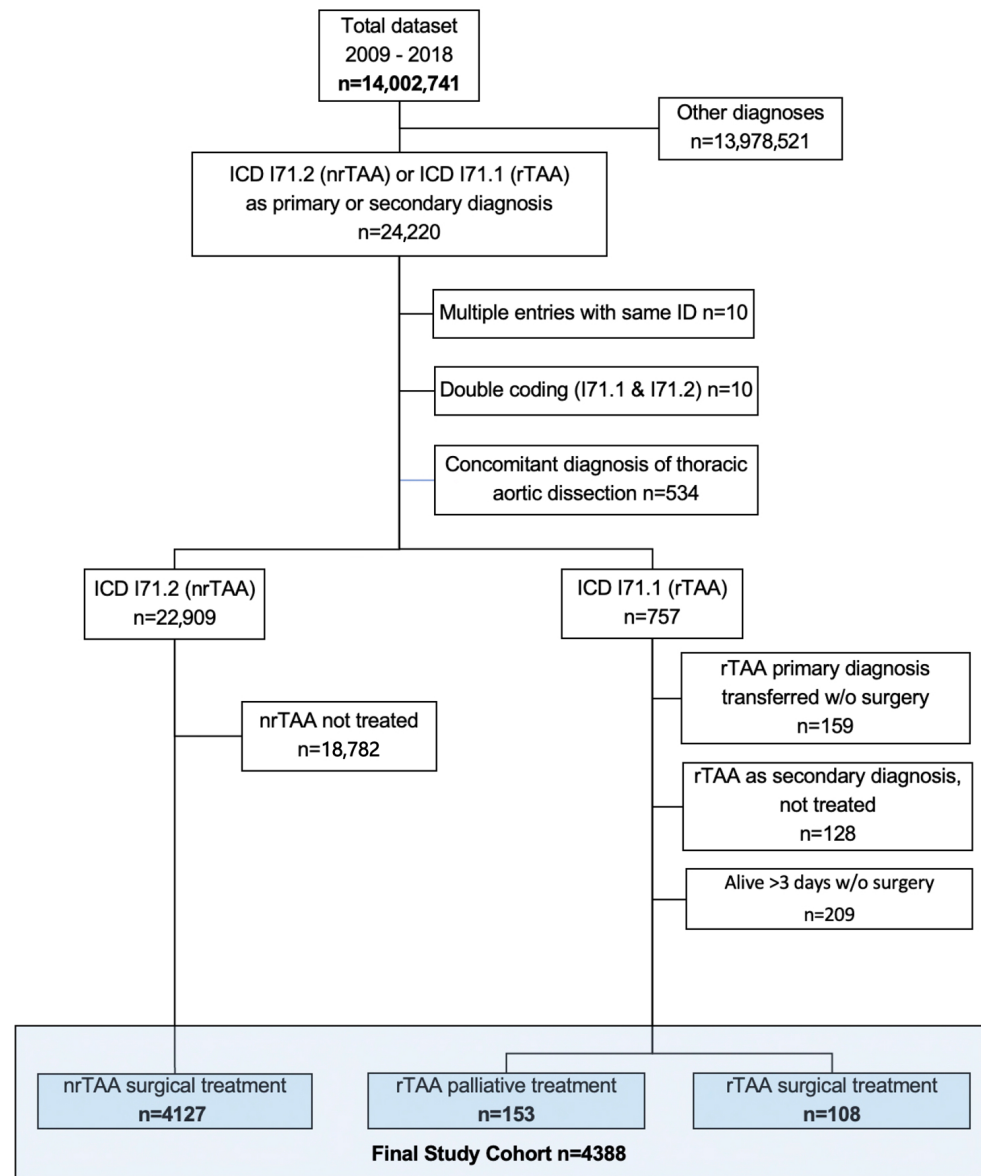 Total dataset
2009 - 2018
n=14,002,741
Other diagnoses
n=13,978,521
ICD I71.2 (nrTAA) or ICD I71.1 (rTAA)
as primary or secondary diagnosis
n=24,220
Multiple entries with same ID n=10
Double coding (I71.1 & I71.2) n=10
Concomitant diagnosis of thoracic
aortic dissection n=534
ICD I71.2 (nrTAA)
n=22,909
ICD I71.1 (rTAA)
n=757
rTAA primary diagnosis
transferred w/o surgery
n=159
nrTAA not treated
n=18,782
rTAA as secondary diagnosis,
not treated
n=128
Alive >3 days w/o surgery
n=209
nrTAA surgical treatment
n=4127
rTAA palliative treatment
n=153
rTAA surgical treatment
n=108
Final Study Cohort n=4388